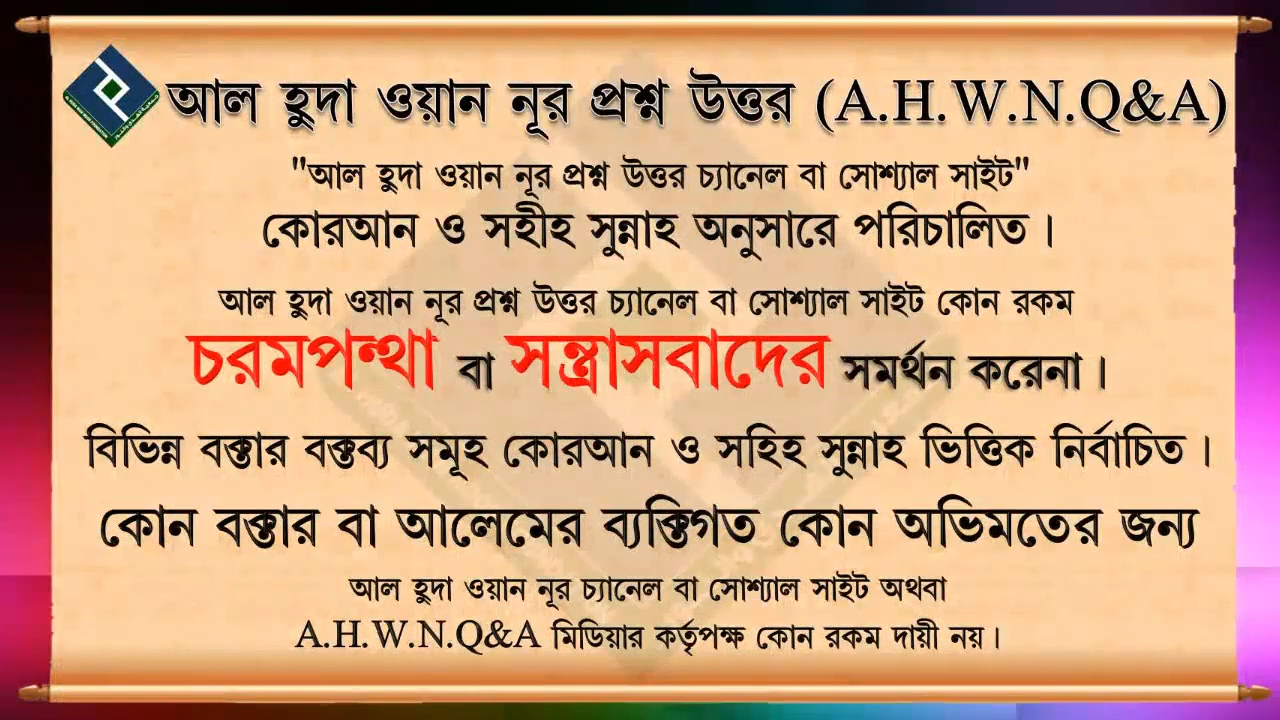 আল হুদা ওয়ান নূর প্রশ্ন উত্তর (A.H.W.N.Q&A)
"আল হুদা ওয়ান নূর প্রশ্ন উত্তর চ্যানেল বা সোশ্যাল সাইট"
কোরআন ও সহীহ সুন্নাহ অনুসারে পরিচালিত।
আল হুদা ওয়ান নূর প্রশ্ন উত্তর চ্যানেল বা সোশ্যাল সাইট কোন রকম
চরমপন্থা বা সন্ত্রাসবাদের সমর্থন করেনা।
বিভিন্ন বক্তার বক্তব্য সমূহ কোরআন ও সহিহ সুন্নাহ ভিত্তিক নির্বাচিত।
কোন বক্তার বা আলেমের ব্যক্তিগত কোন অভিমতের জন্য
আল হুদা ওয়ান নূর চ্যানেল বা সোশ্যাল সাইট অথবা
A.H.W.N.Q&A মিডিয়ার কর্তৃপক্ষ কোন রকম দায়ী নয়।